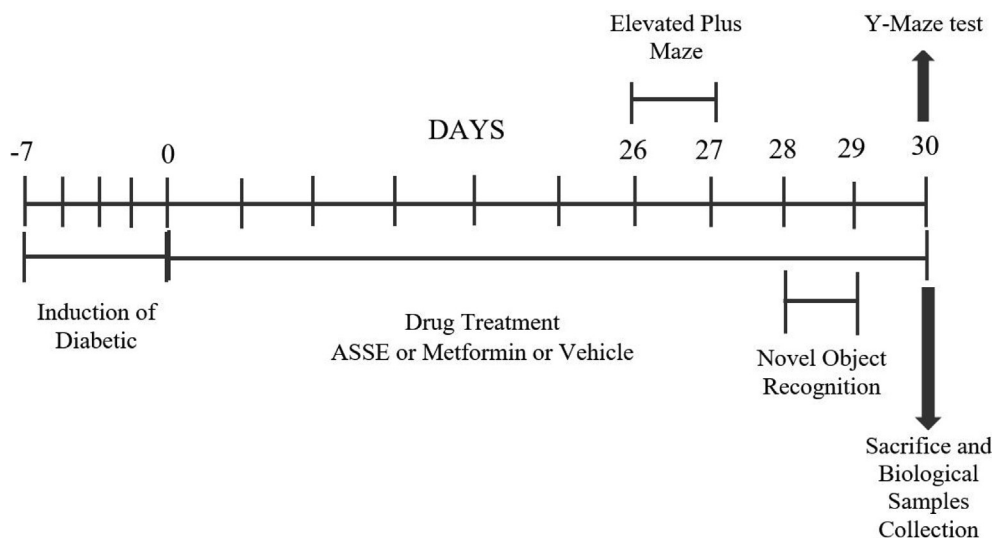 Elevated Plus
Maze
Y-Maze test
DAYS
-7
0
26
27
28
29
30
Induction of
Diabetic
Drug Treatment
ASSE or Metformin or Vehicle
Novel Object
Recognition
Sacrifice and
Biological
Samples
Collection